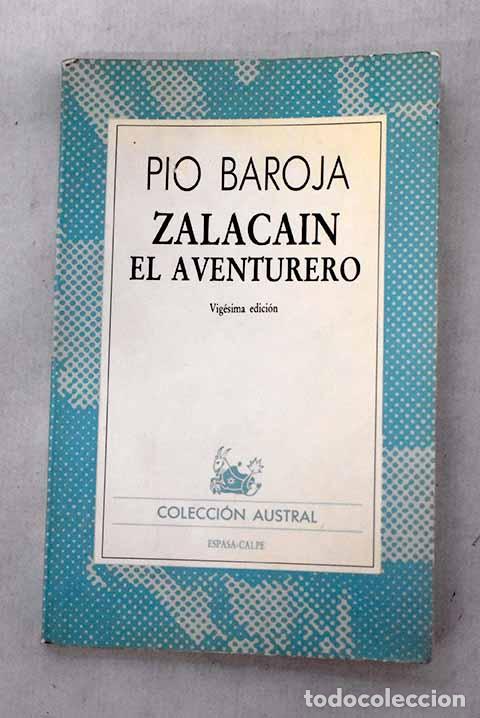 PIO BAROJA
ZALACAIN
EL AVENTURERO
Vigésima edición
COLECCIÓN AUSTRAL
ESPASA-CALPE
todocoleccion